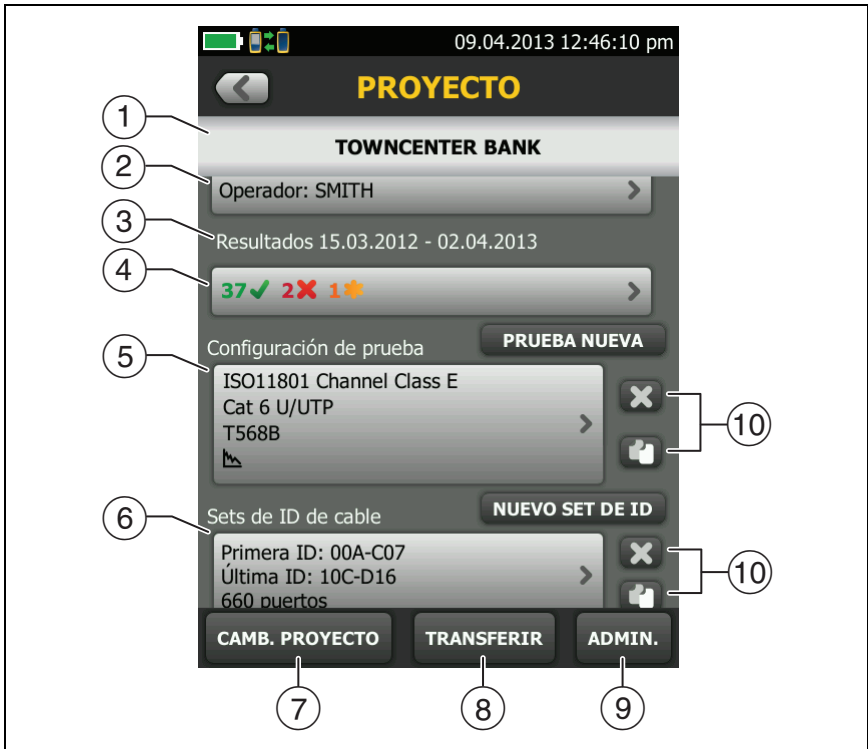 09.04.2013 12:46:10 pm
PROYECTO
1
TOWNCENTER BANK
2
Operador: SMITH
3
Resultados 15.03.2012 - 02.04.2013
4
37 2 1
PRUEBA NUEVA
5
Configuración de prueba
ISO11801 Channel Class E
Cat 6 U/UTP
T568B
10
NUEVO SET DE ID
6
Sets de ID de cable
Primera ID: 00A-C07
Última ID: 10C-D16
660 puertos
10
CAMB. PROYECTO
TRANSFERIR
ADMIN.
7
8
9